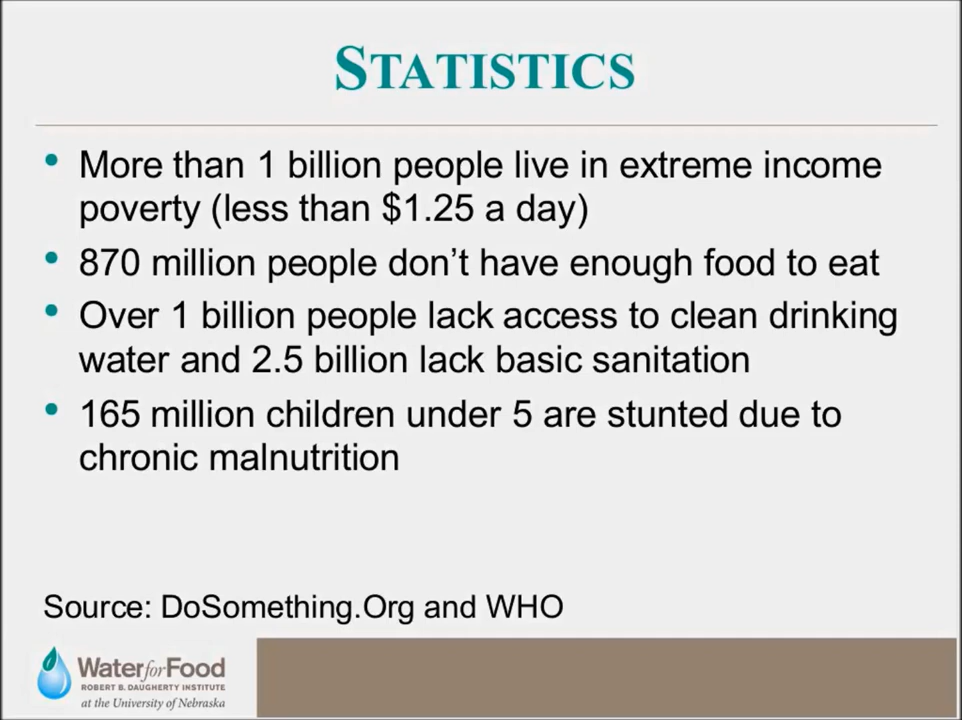 STATISTICS
• More than 1 billion people live in extreme income
poverty (less than $1.25 a day)
• 870 million people don't have enough food to eat
• Over 1 billion people lack access to clean drinking
water and 2.5 billion lack basic sanitation
• 165 million children under 5 are stunted due to
chronic malnutrition
Source: DoSomething.Org and WHO
Water for Food
ROBERT B. DAUGHERTY INSTITUTE
at the University of Nebraska